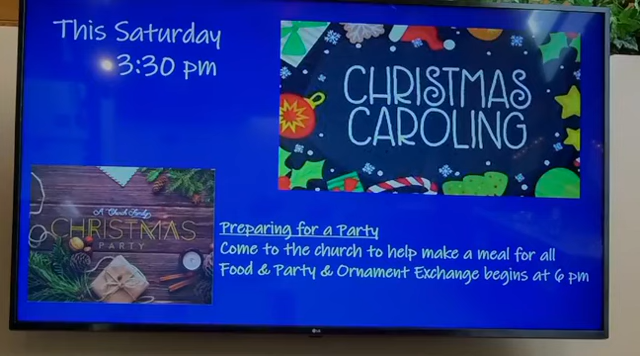 This Saturday
3:30 pm
CHRISTMAS
CAROLING
A Church Family
CHRISTMAS
PARTY
Preparing for a Party
Come to the church to help make a meal for all
Food & Party & Ornament Exchange begins at 6 pm
LG